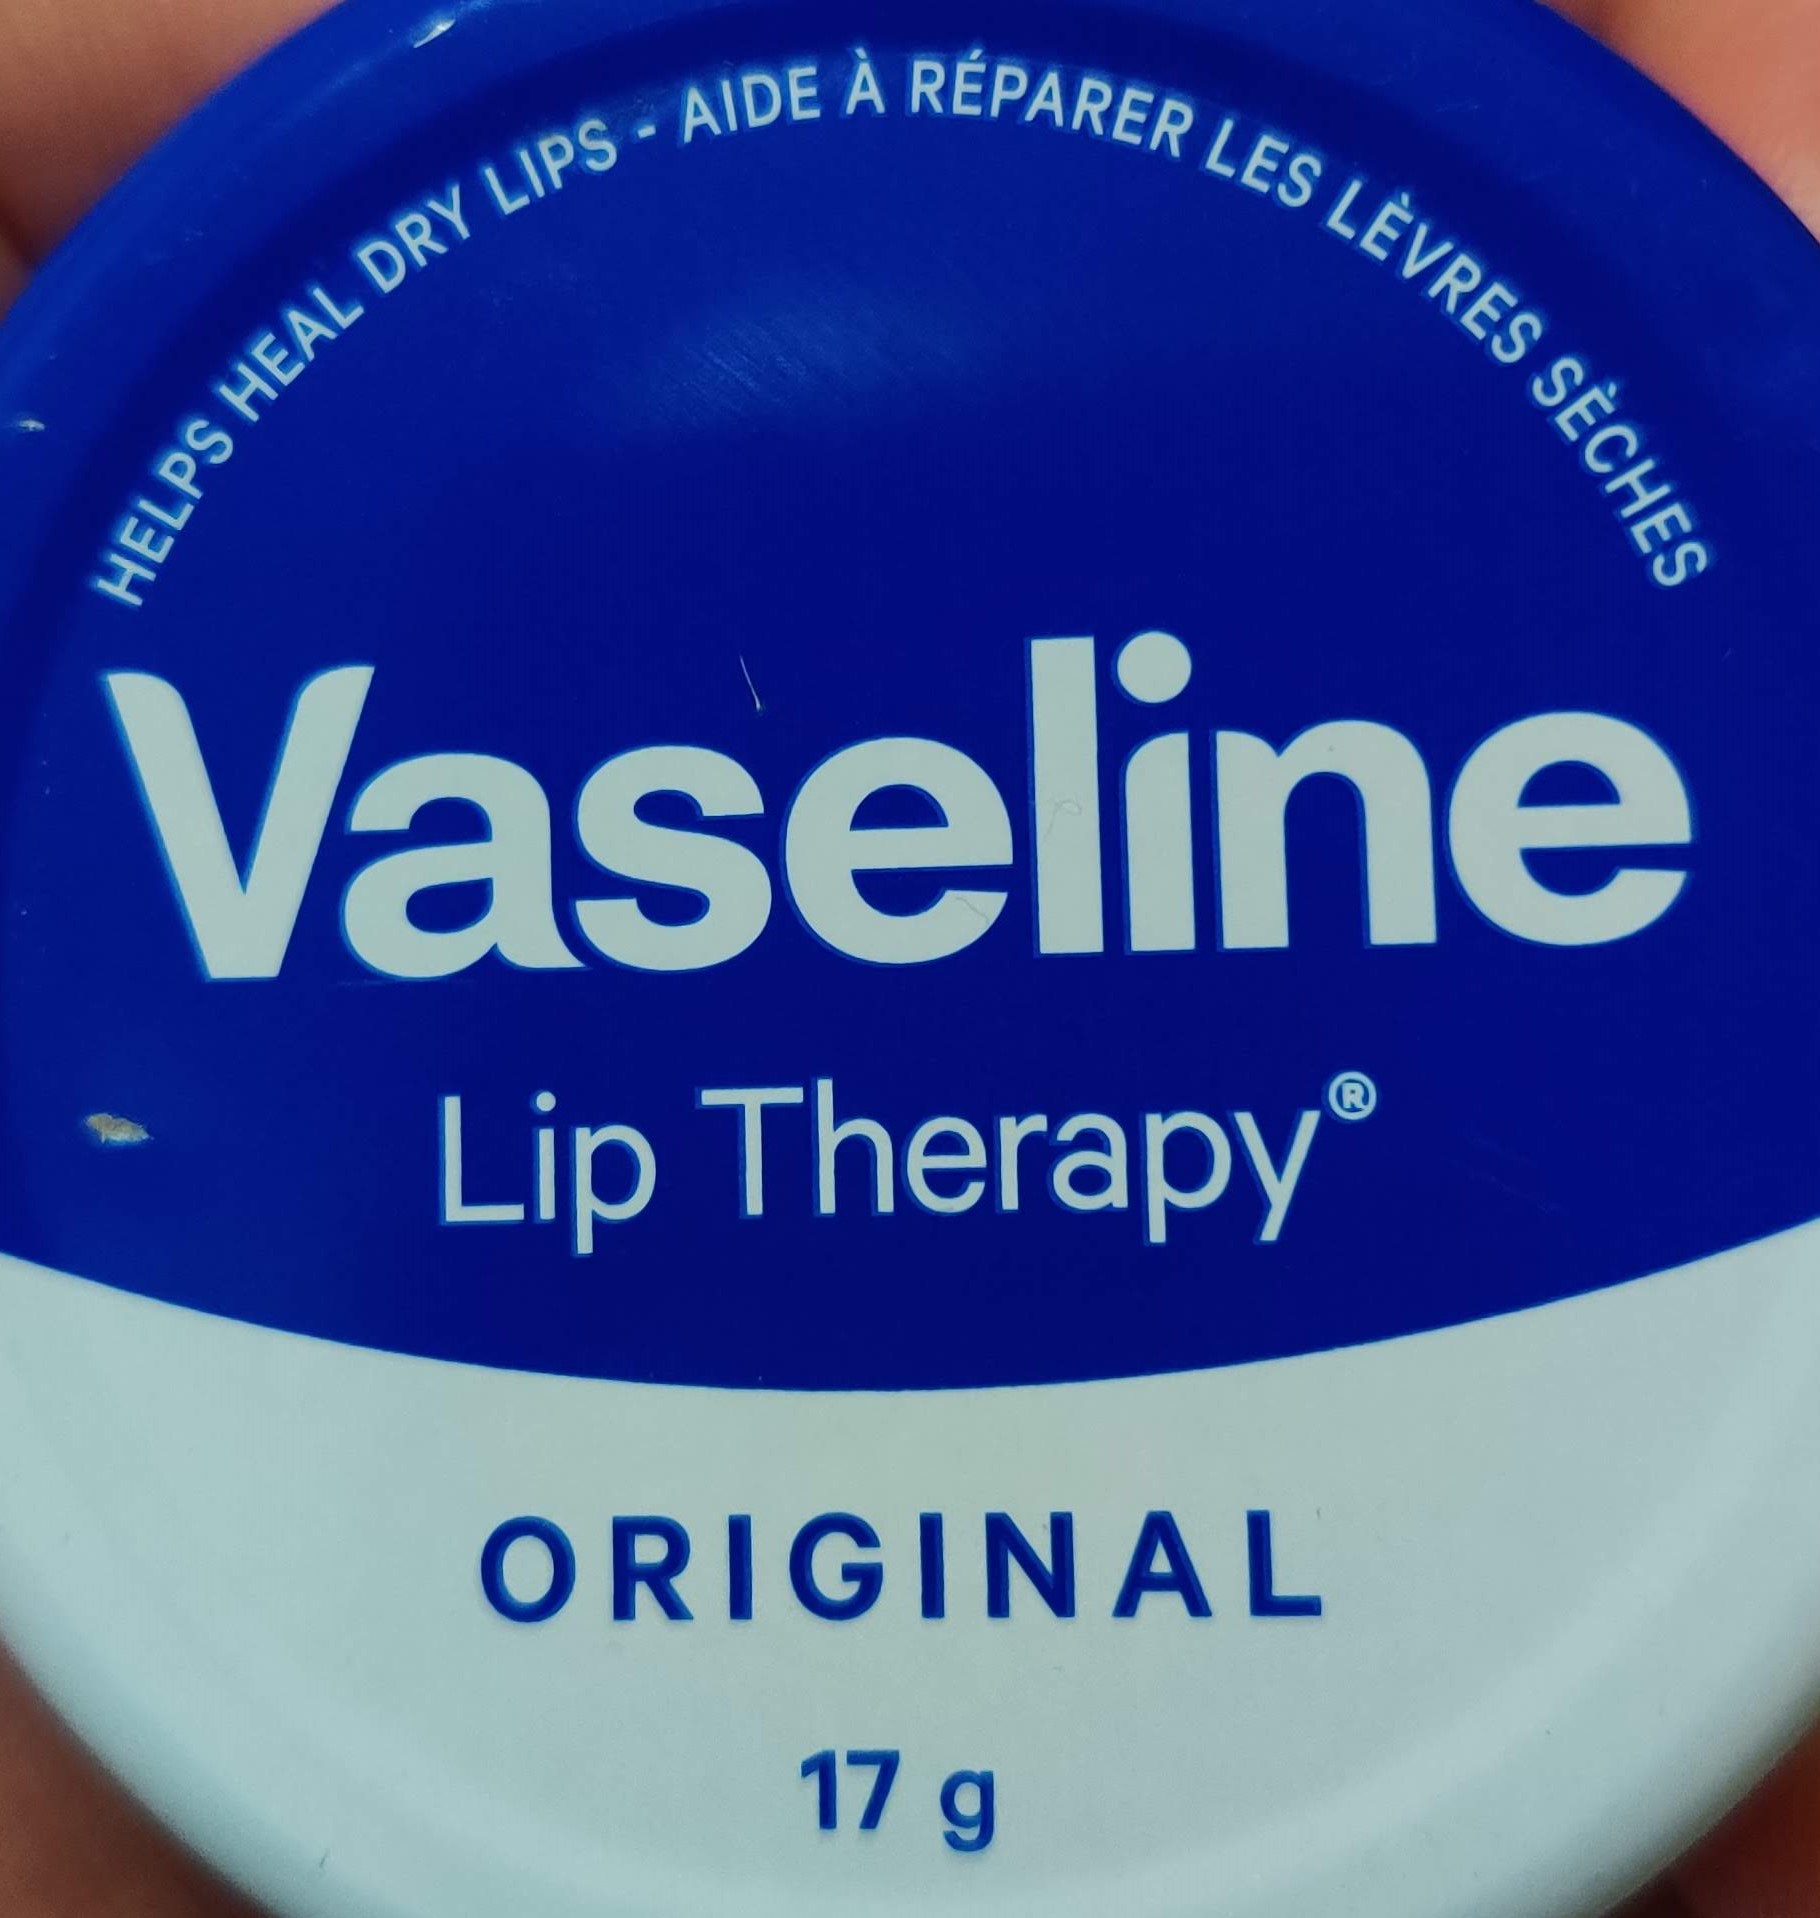 HELPS HEAL DRY LIPS - AIDE À RÉPARER LES LÈVRES SÈCHES
Vaseline
Lip Therapy®
ORIGINAL
17 g